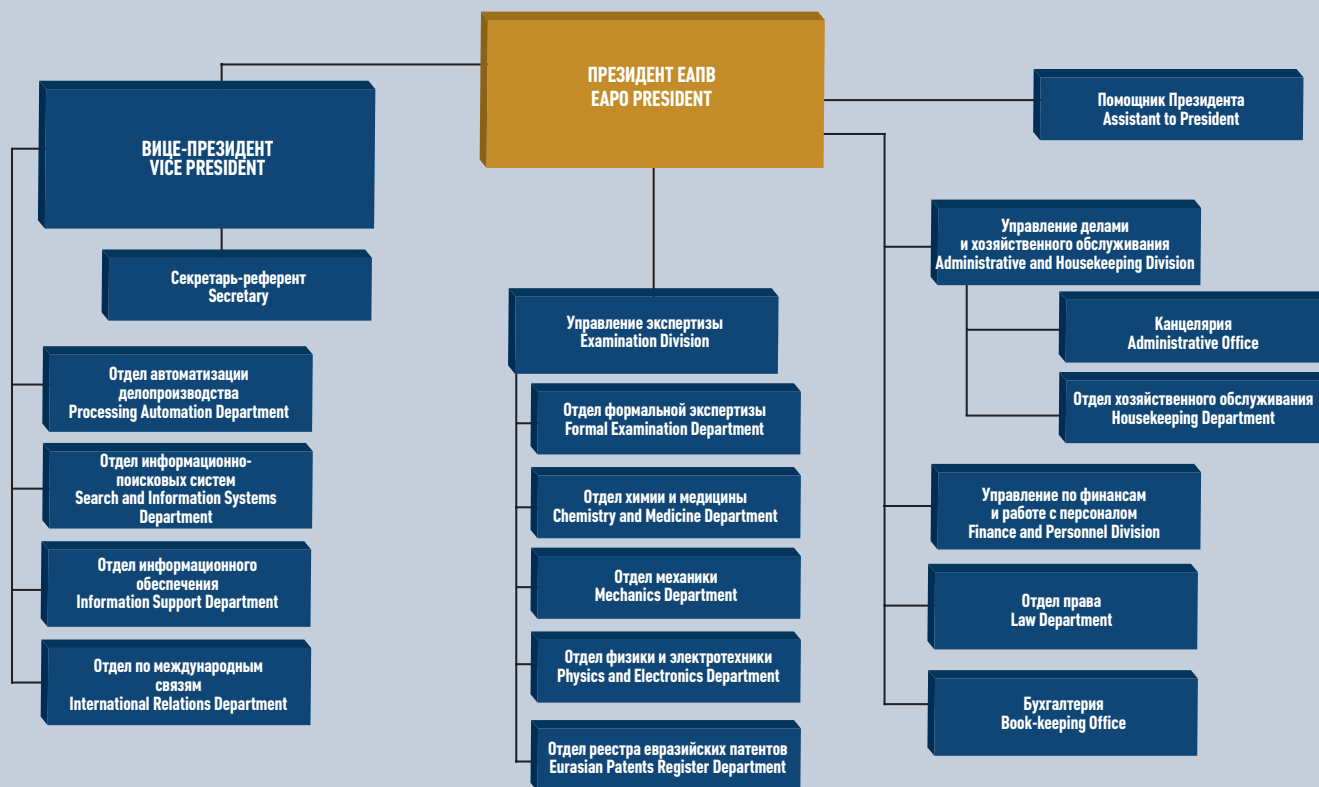 ПРЕЗИДЕНТ ЕАПВ
EAPO PRESIDENT
Помощник Президента
Assistant to President
ВИЦЕ-ПРЕЗИДЕНТ
VICE PRESIDENT
Секретарь-референт
Secretary
Отдел автоматизации
делопроизводства
Processing Automation Department
Отдел информационно-
поисковых систем
Search and Information Systems
Department
Отдел информационного
обеспечения
Information Support Department
Отдел по международным
связям
International Relations Department
Управление экспертизы
Examination Division
Отдел формальной экспертизы
Formal Examination Department
Отдел химии и медицины
Chemistry and Medicine Department
Отдел механики
Mechanics Department
Отдел физики и электротехники
Physics and Electronics Department
Отдел реестра евразийских патентов
Eurasian Patents Register Department
Управление делами
и хозяйственного обслуживания
Administrative and Housekeeping Division
Канцелярия
Administrative Office
Отдел хозяйственного обслуживания
Housekeeping Department
Управление по финансам
и работе с персоналом
Finance and Personnel Division
Отдел права
Law Department
Бухгалтерия
Book-keeping Office